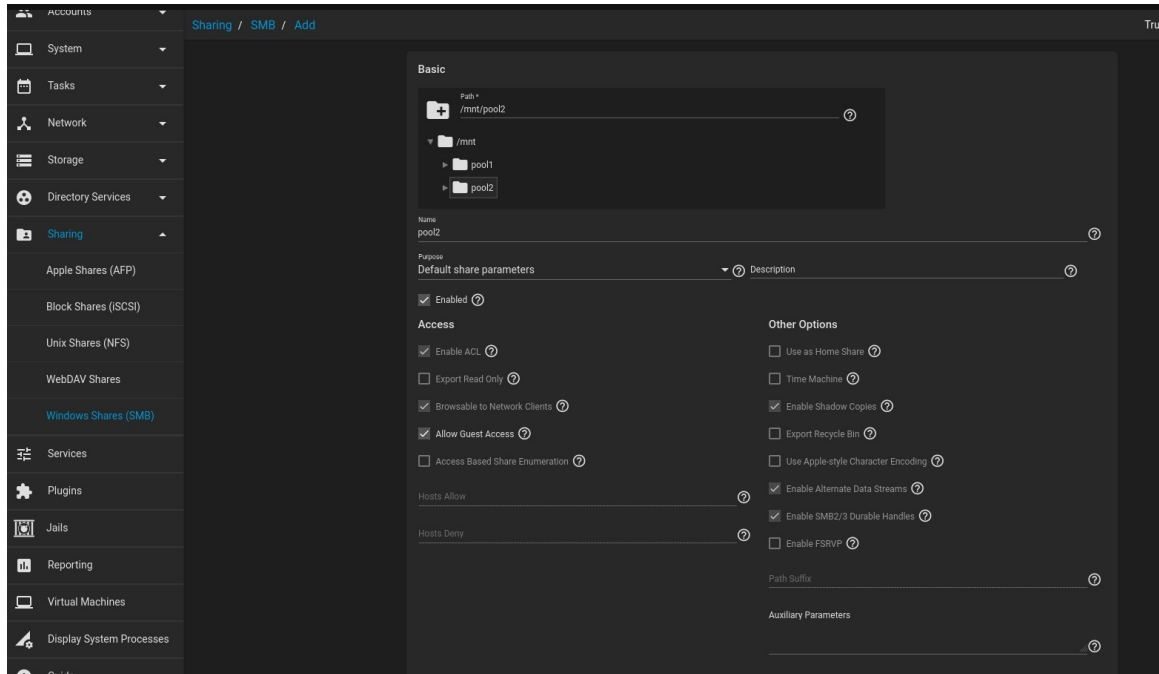 Accounts
Sharing / SMB / Add
Tru
System
Tasks
Network
Storage
Directory Services
Sharing
Apple Shares (AFP)
Block Shares (iSCSI)
Unix Shares (NFS)
WebDAV Shares
Windows Shares (SMB)
Services
Plugins
Jails
Reporting
Virtual Machines
Display System Processes
Basic
Path *
/mnt/pool2
/mnt
pool1
pool2
Name
pool2
Purpose
Default share parameters
Description
Enabled
Access
Enable ACL
Export Read Only
Browsable to Network Clients
Allow Guest Access
Access Based Share Enumeration
Hosts Allow
Hosts Deny
Other Options
Use as Home Share
Time Machine
Enable Shadow Copies
Export Recycle Bin
Use Apple-style Character Encoding
Enable Alternate Data Streams
Enable SMB2/3 Durable Handles
Enable FSRVP
Path Suffix
Auxiliary Parameters